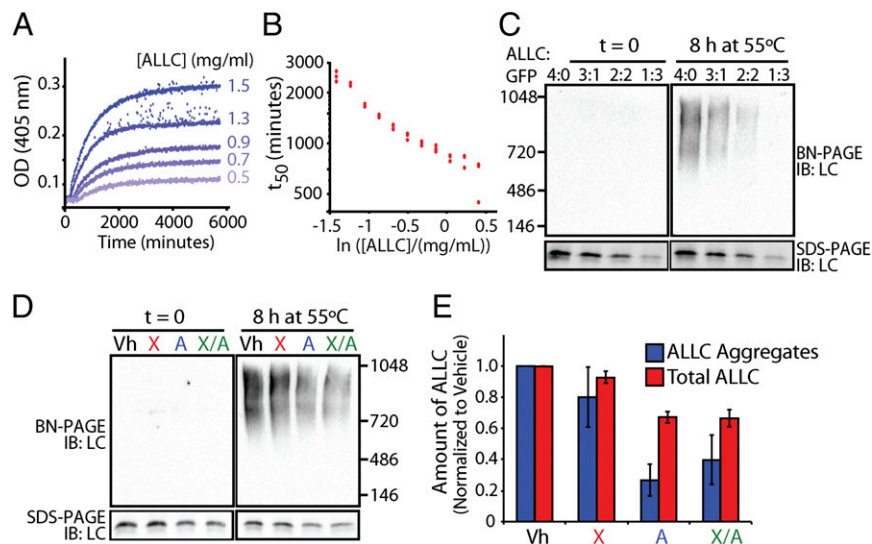 A
[ALLC] (mg/ml)
OD (405 nm)
0.3
0.2
0.1
1.5
1.3
0.9
0.7
0.5
0 2000 4000 6000
Time (minutes)
B
t50 (minutes)
3000
2000
1000
500
-1.5 -1 -0.5 0 0.5
ln ([ALLC]/(mg/mL))
C
t = 0 8 h at 55ºC
ALLC:
GFP 4:0 3:1 2:2 1:3 4:0 3:1 2:2 1:3
1048
720
486
146
BN-PAGE
IB: LC
SDS-PAGE
IB: LC
D
t = 0 8 h at 55ºC
Vh X A X/A Vh X A X/A
1048
720
486
146
BN-PAGE
IB: LC
SDS-PAGE
IB: LC
E
Amount of ALLC
(Normalized to Vehicle)
ALLC Aggregates
Total ALLC
1.0
0.8
0.6
0.4
0.2
0
Vh X A X/A